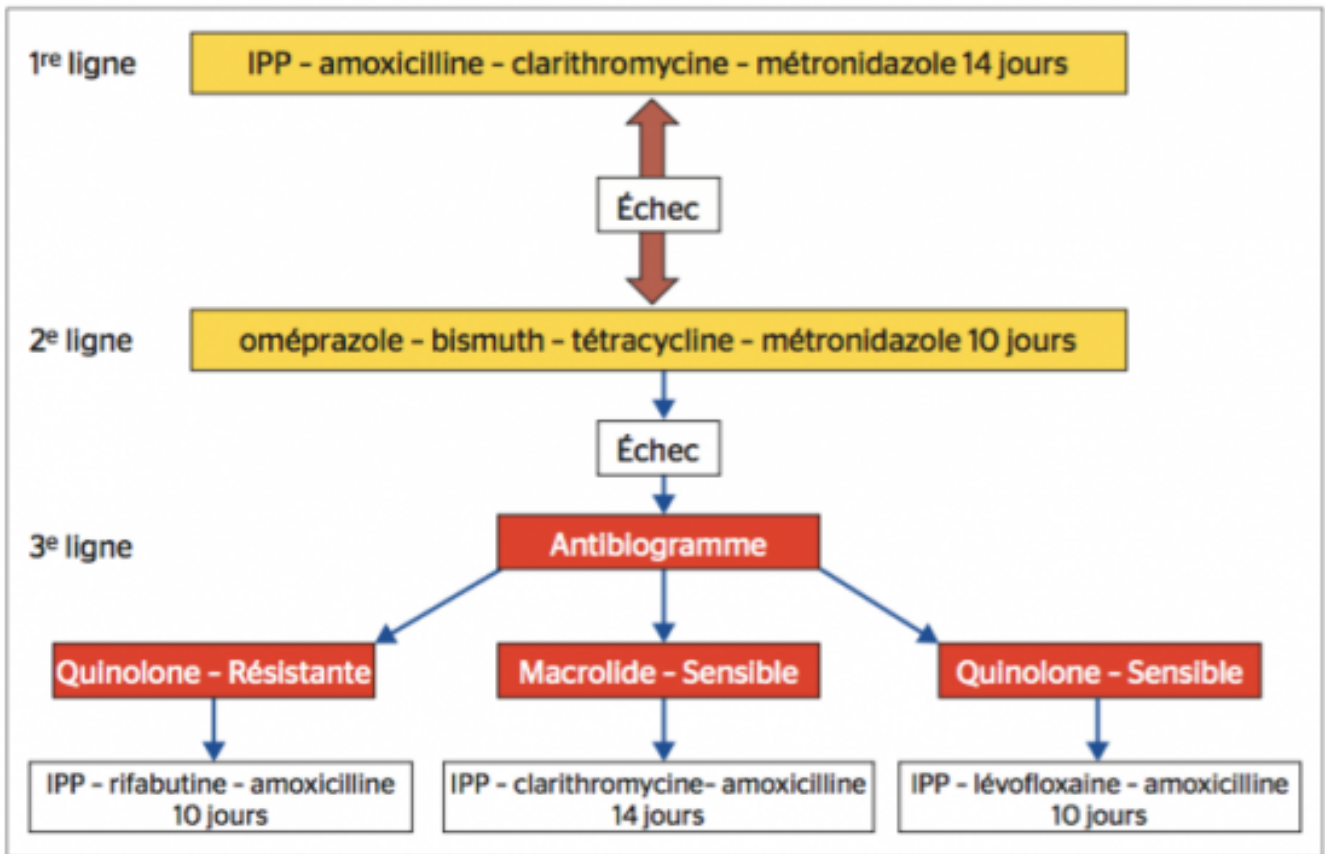 1re ligne
IPP - amoxicilline - clarithromycine - métronidazole 14 jours
Échec
2e ligne
oméprazole - bismuth - tétracycline - métronidazole 10 jours
Échec
3e ligne
Antibiogramme
Quinolone - Résistante
Macrolide - Sensible
Quinolone - Sensible
IPP - rifabutine - amoxicilline
10 jours
IPP - clarithromycine- amoxicilline
14 jours
IPP - lévofloxaine - amoxicilline
10 jours